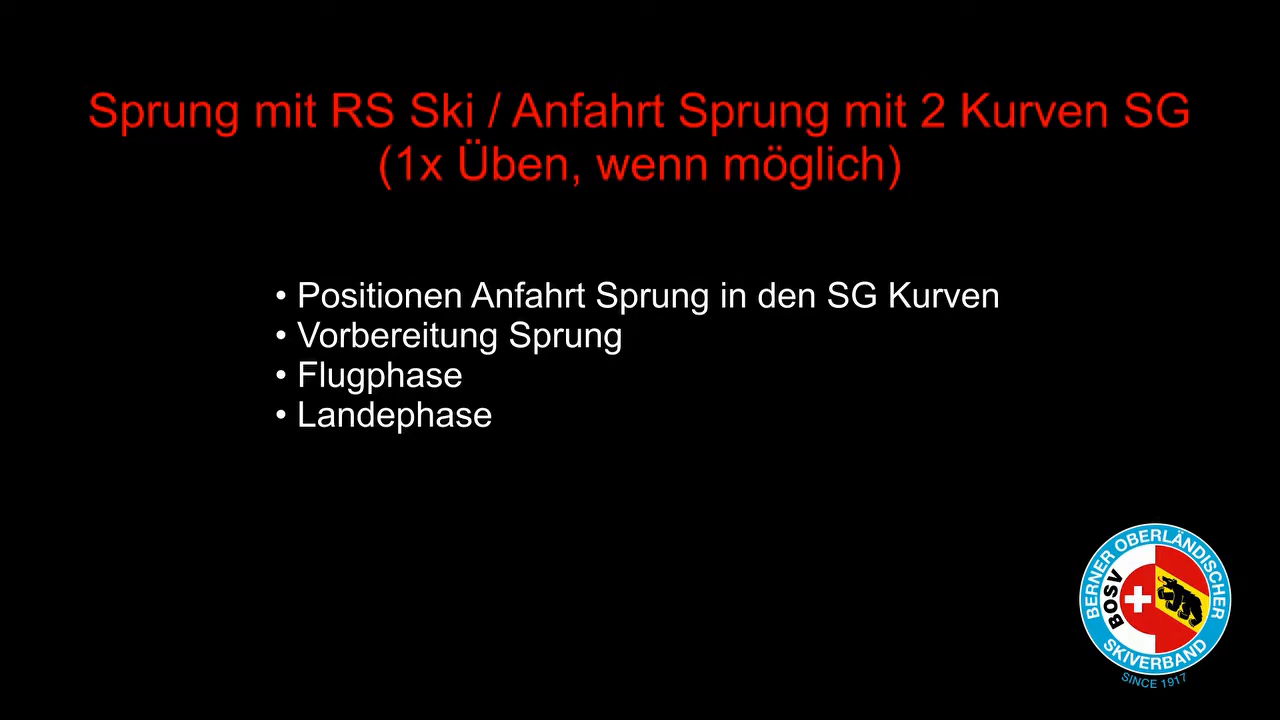 Sprung mit RS Ski / Anfahrt Sprung mit 2 Kurven SG
(1x Üben, wenn möglich)
• Positionen Anfahrt Sprung in den SG Kurven
• Vorbereitung Sprung
• Flugphase
• Landephase
BERNER OBERLÄNDISCHER
BOSV
SKIVERBAND
SINCE 1917